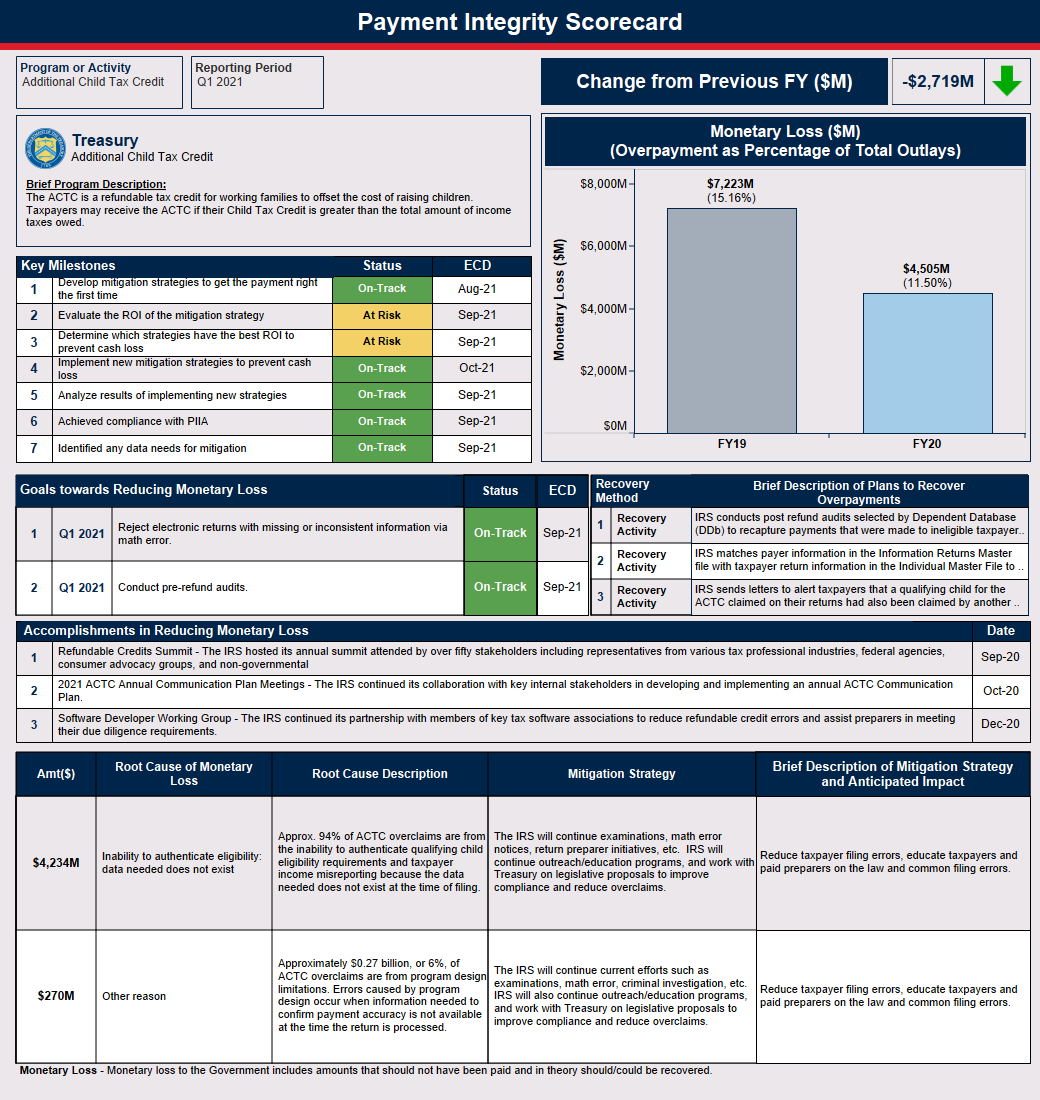 Payment Integrity Scorecard
Program or Activity
Additional Child Tax Credit
Reporting Period
Q1 2021
Change from Previous FY ($M)
-$2,719M
Treasury
Additional Child Tax Credit
Brief Program Description:
The ACTC is a refundable tax credit for working families to offset the cost of raising children.
Taxpayers may receive the ACTC if their Child Tax Credit is greater than the total amount of income
taxes owed.
Monetary Loss ($M)
(Overpayment as Percentage of Total Outlays)
Monetary Loss ($M)
$8,000M
$6,000M
$4,000M
$2,000M
$0M
$7,223M
(15.16%)
$4,505M
(11.50%)
FY19
FY20
Key Milestones Status ECD
1 Develop mitigation strategies to get the payment right
the first time On-Track Aug-21
2 Evaluate the ROI of the mitigation strategy At Risk Sep-21
3 Determine which strategies have the best ROI to
prevent cash loss At Risk Sep-21
4 Implement new mitigation strategies to prevent cash
loss On-Track Oct-21
5 Analyze results of implementing new strategies On-Track Sep-21
6 Achieved compliance with PIIA On-Track Sep-21
7 Identified any data needs for mitigation On-Track Sep-21
Goals towards Reducing Monetary Loss Status ECD
1 Q1 2021 Reject electronic returns with missing or inconsistent information via
math error. On-Track Sep-21
2 Q1 2021 Conduct pre-refund audits. On-Track Sep-21
Recovery
Method
Brief Description of Plans to Recover
Overpayments
1 Recovery
Activity
IRS conducts post refund audits selected by Dependent Database
(DDb) to recapture payments that were made to ineligible taxpayer..
2 Recovery
Activity
IRS matches payer information in the Information Returns Master
file with taxpayer return information in the Individual Master File to ..
3 Recovery
Activity
IRS sends letters to alert taxpayers that a qualifying child for the
ACTC claimed on their returns had also been claimed by another ..
Accomplishments in Reducing Monetary Loss Date
1 Refundable Credits Summit - The IRS hosted its annual summit attended by over fifty stakeholders including representatives from various tax professional industries, federal agencies,
consumer advocacy groups, and non-governmental Sep-20
2 2021 ACTC Annual Communication Plan Meetings - The IRS continued its collaboration with key internal stakeholders in developing and implementing an annual ACTC Communication
Plan. Oct-20
3 Software Developer Working Group - The IRS continued its partnership with members of key tax software associations to reduce refundable credit errors and assist preparers in meeting
their due diligence requirements. Dec-20
Amt($)
Root Cause of Monetary
Loss
Root Cause Description
Mitigation Strategy
Brief Description of Mitigation Strategy
and Anticipated Impact
$4,234M
Inability to authenticate eligibility:
data needed does not exist
Approx. 94% of ACTC overclaims are from
the inability to authenticate qualifying child
eligibility requirements and taxpayer
income misreporting because the data
needed does not exist at the time of filing.
The IRS will continue examinations, math error
notices, return preparer initiatives, etc. IRS will
continue outreach/education programs, and work with
Treasury on legislative proposals to improve
compliance and reduce overclaims.
Reduce taxpayer filing errors, educate taxpayers and
paid preparers on the law and common filing errors.
$270M
Other reason
Approximately $0.27 billion, or 6%, of
ACTC overclaims are from program design
limitations. Errors caused by program
design occur when information needed to
confirm payment accuracy is not available
at the time the return is processed.
The IRS will continue current efforts such as
examinations, math error, criminal investigation, etc.
IRS will also continue outreach/education programs,
and work with Treasury on legislative proposals to
improve compliance and reduce overclaims.
Reduce taxpayer filing errors, educate taxpayers and
paid preparers on the law and common filing errors.
Monetary Loss - Monetary loss to the Government includes amounts that should not have been paid and in theory should/could be recovered.